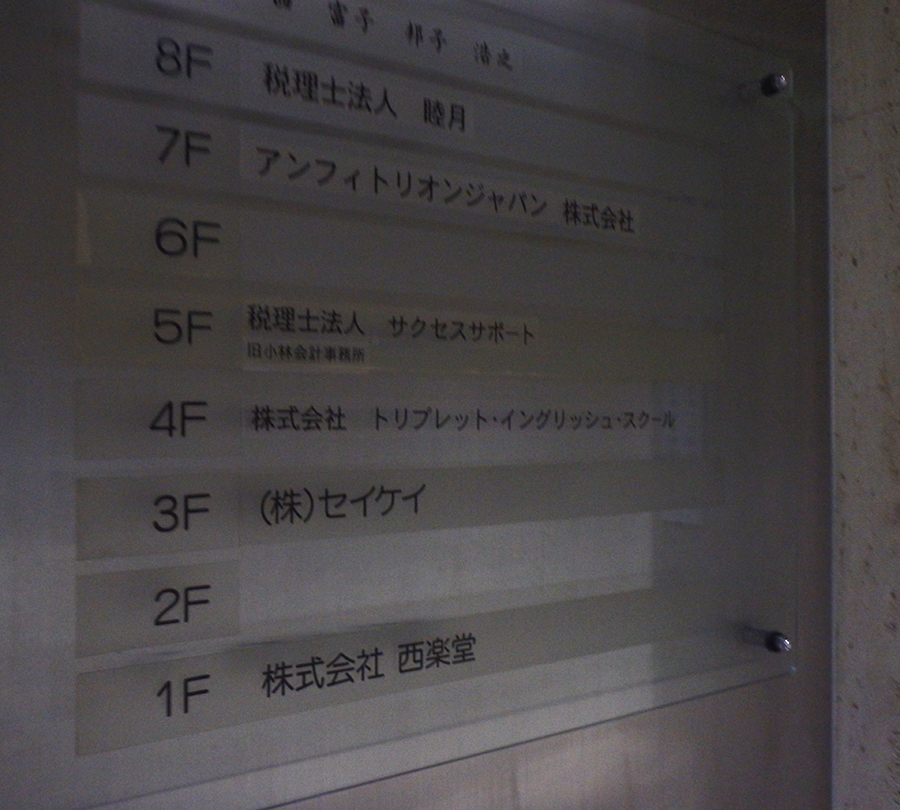 富子 邦子 浩之
8F 税理士法人 睦月
7F アンフィトリオンジャパン 株式会社
6F
5F 税理士法人 サクセスサポート
旧小林会計事務所
4F 株式会社 トリプレット・イングリッシュ・スクール
3F (株)セイケイ
2F
1F 株式会社 西楽堂